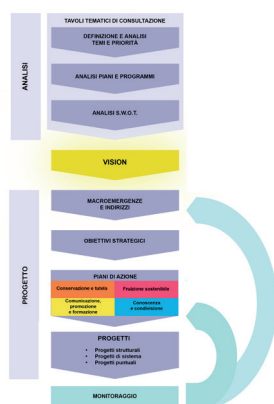 TAVOLI TEMATICI DI CONSULTAZIONE
DEFINIZIONE E ANALISI
TEMI E PRIORITÀ
ANALISI PIANI E PROGRAMMI
ANALISI S.W.O.T.
ANALISI
VISION
MACROEMERGENZE
E INDIRIZZI
OBIETTIVI STRATEGICI
PIANI DI AZIONE
Conservazione e tutela
Fruizione sostenibile
Comunicazione,
promozione
e formazione
Conoscenza
e condivisione
PROGETTO
PROGETTI
• Progetti strutturali
• Progetti di sistema
• Progetti puntuali
MONITORAGGIO